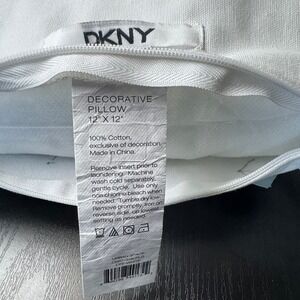 DKNY
DECORATIVE
PILLOW
12" X 12"
100% Cotton,
exclusive of decoration
Made in China.
Remove insert prior to
laundering. Machine
wash cold separately,
gentle cycle. Use only
non-chlorine bleach when
needed. Tumble dry low.
Remove promptly. Iron on
reverse side, on lowest
setting as needed.